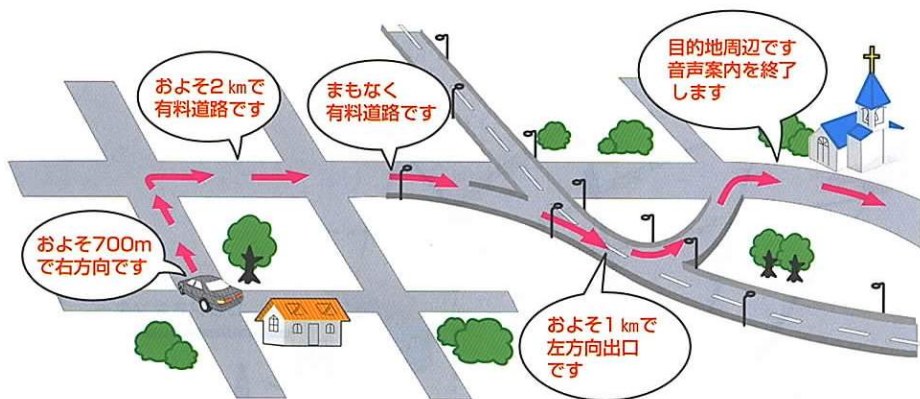 およそ700m
で右方向です
およそ2 kmで
有料道路です
まもなく
有料道路です
およそ1 kmで
左方向出口
です
目的地周辺です
音声案内を終了
します